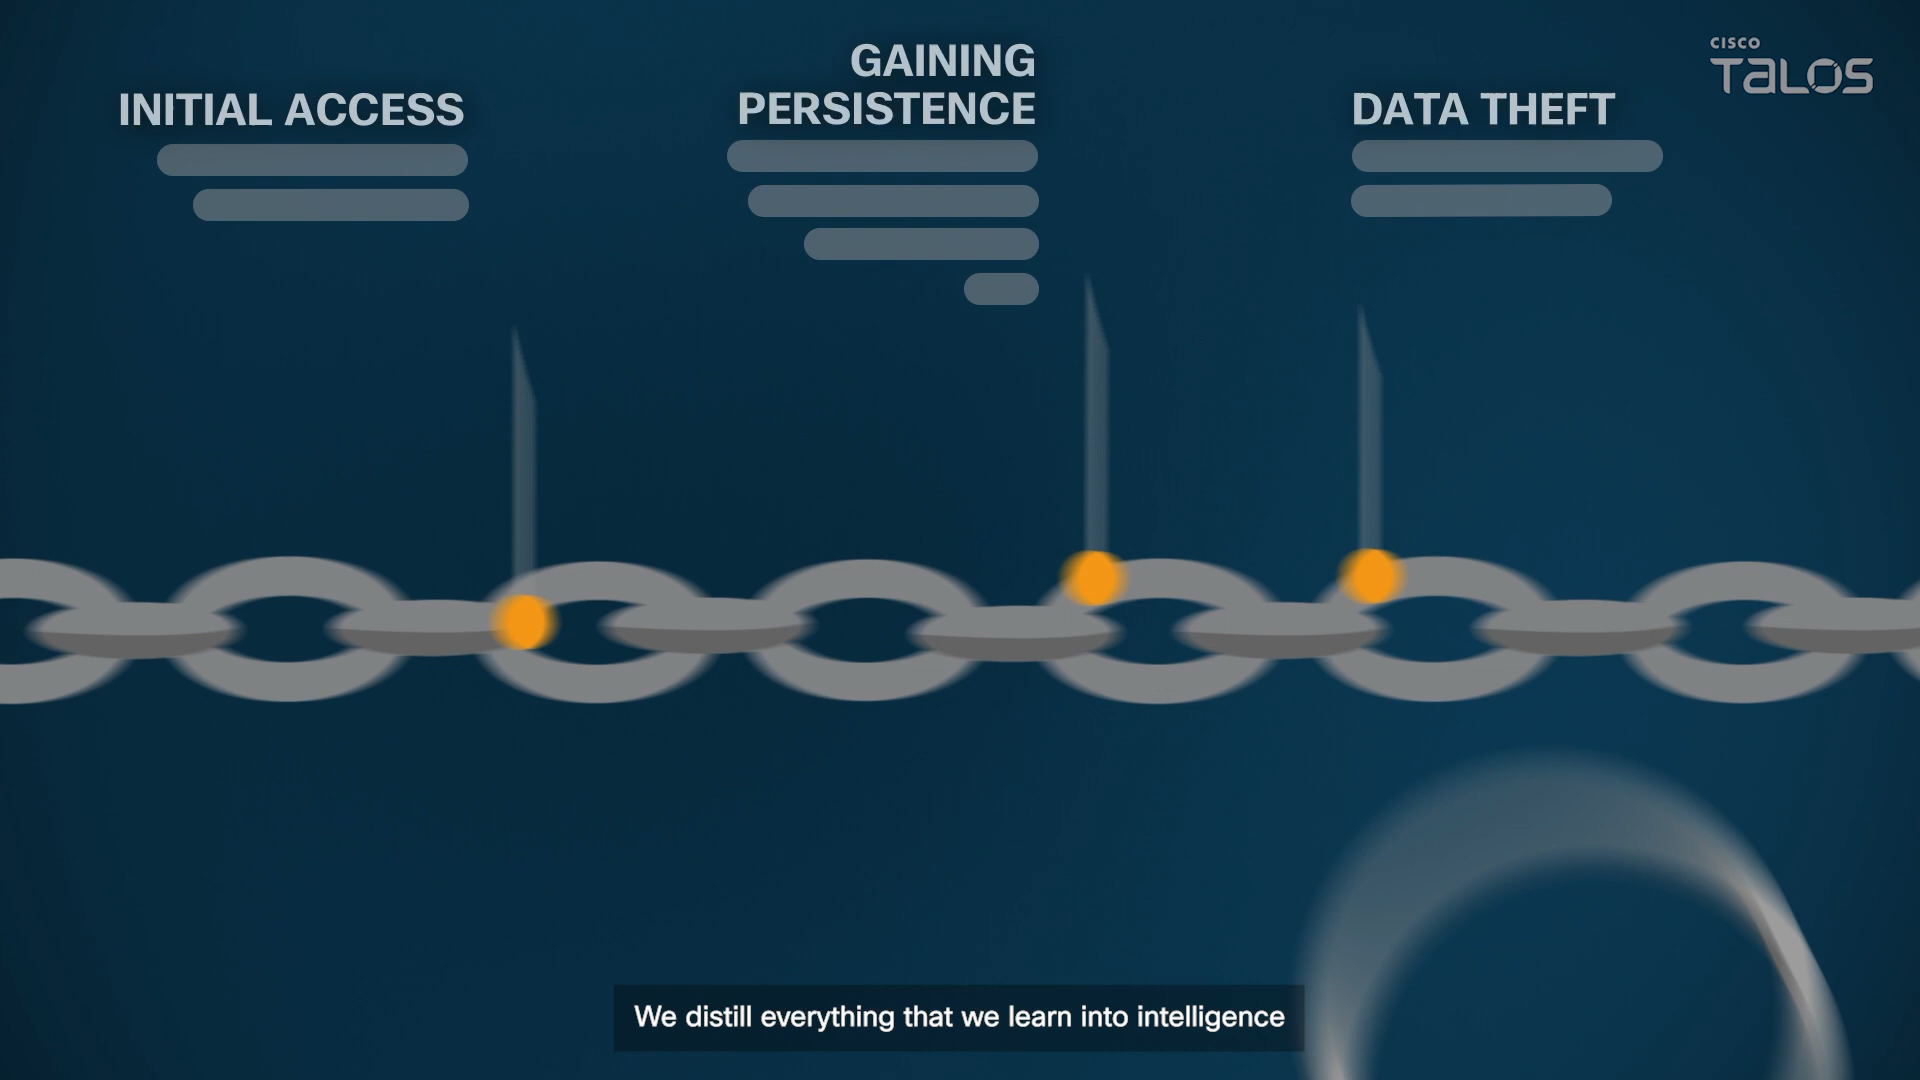 CISCO
TALOS
INITIAL ACCESS
GAINING
PERSISTENCE
DATA THEFT
We distill everything that we learn into intelligence